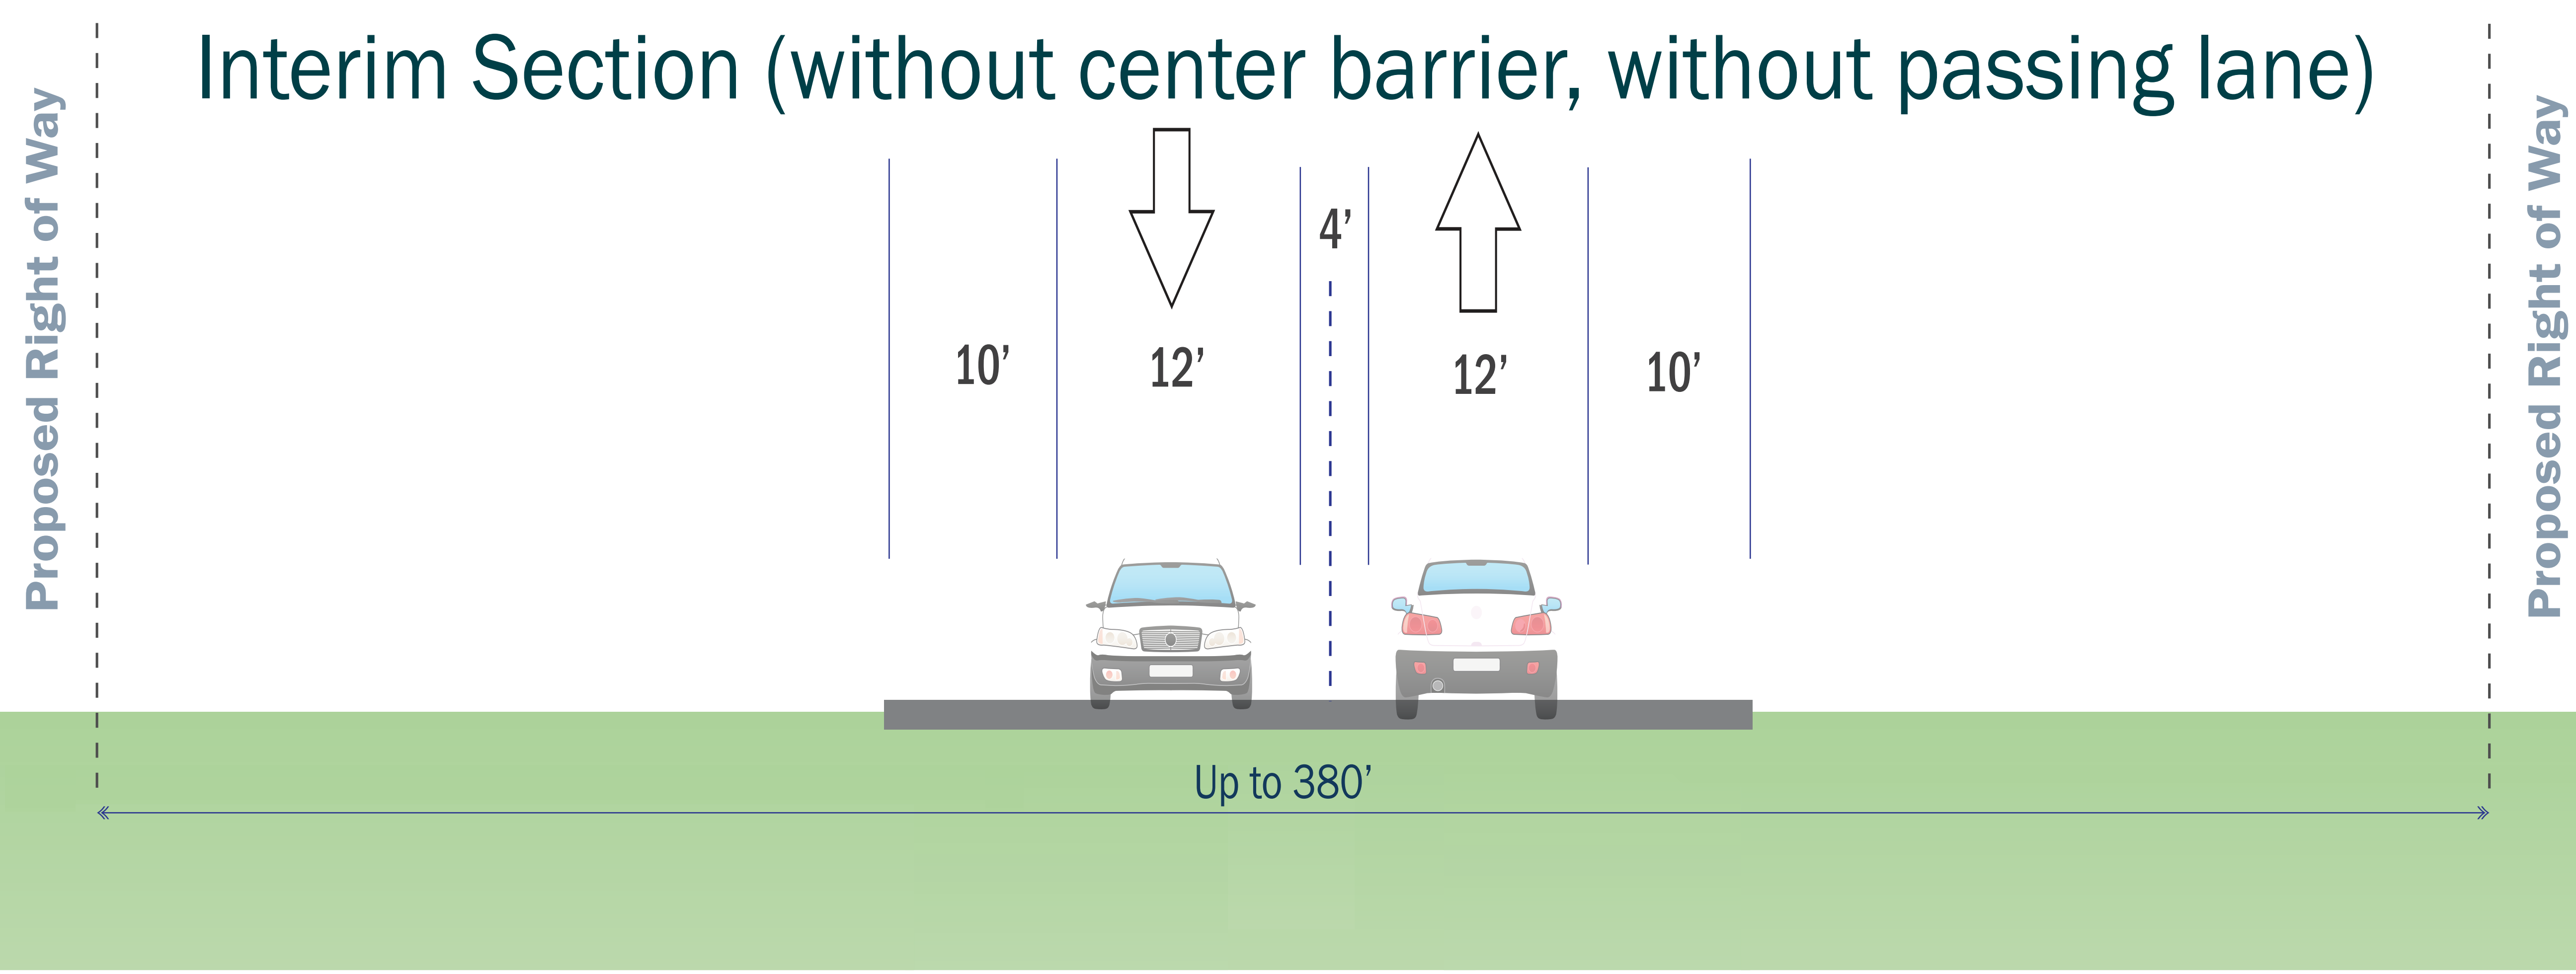 Interim Section (without center barrier, without passing lane)
Proposed Right of Way
4’
10’
12’
12’
10’
Proposed Right of Way
Up to 380’